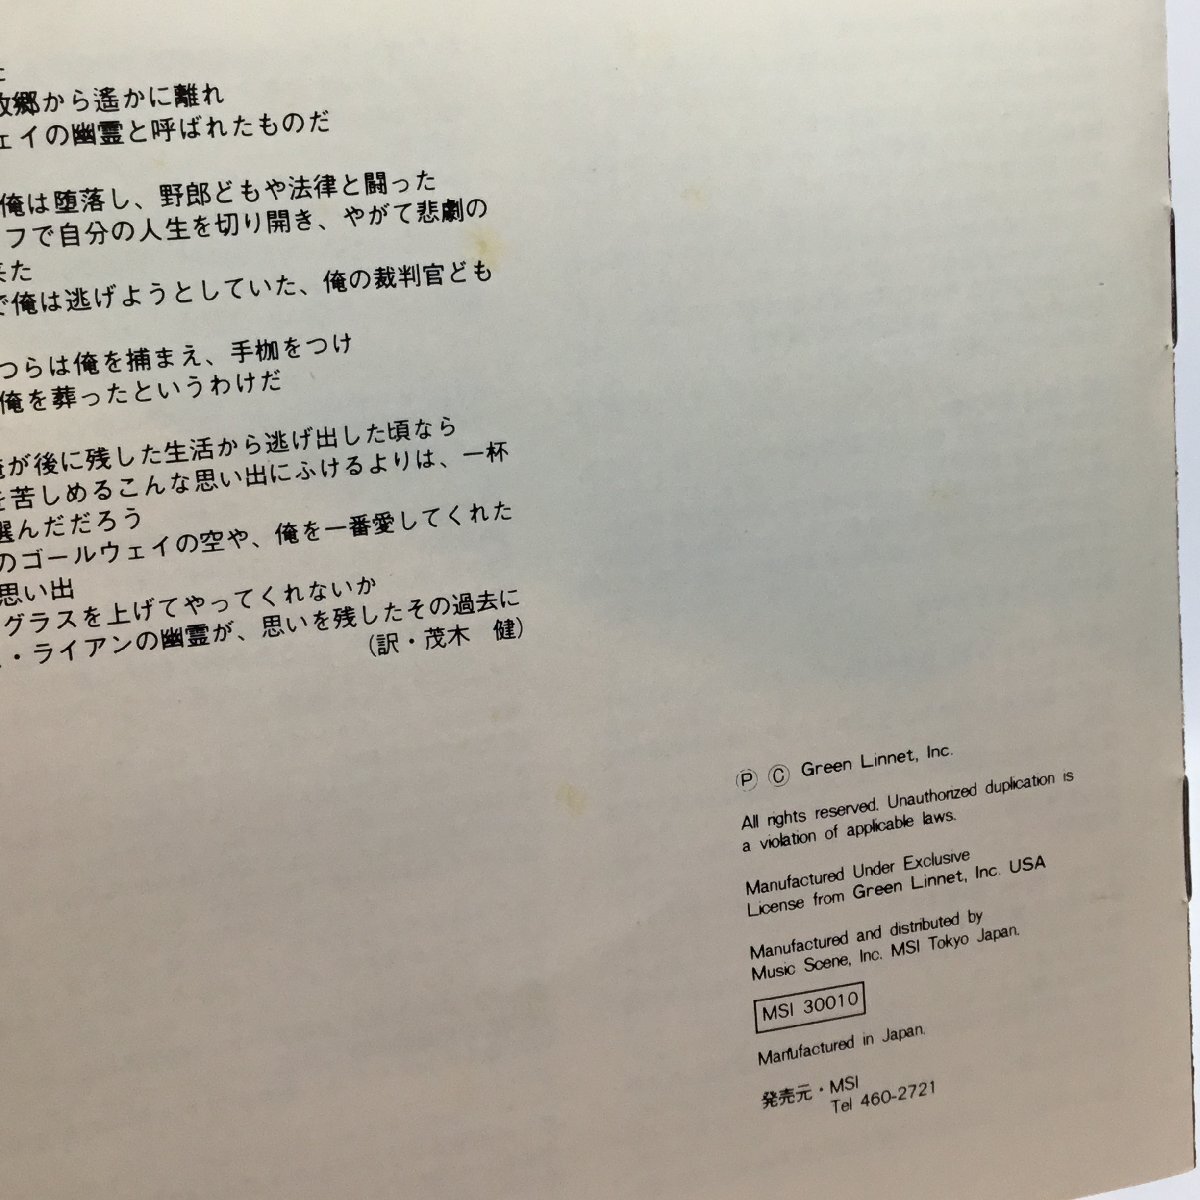 た
故郷から遙かに離れ
ェイの幽霊と呼ばれたものだ
俺は堕落し、野郎どもや法律と闘った
フで自分の人生を切り開き、やがて悲劇の
来た
で俺は逃げようとしていた、俺の裁判官ども
つらは俺を捕まえ、手枷をつけ
俺を葬ったというわけだ
俺が後に残した生活から逃げ出した頃なら
を苦しめるこんな思い出にふけるよりは、一杯
選んだだろう
のゴールウェイの空や、俺を一番愛してくれた
思い出
グラスを上げてやってくれないか
・ライアンの幽霊が、思いを残したその過去に
(訳・茂木 健)
Ⓟ Ⓒ Green Linnet, Inc.
All rights reserved. Unauthorized duplication is
a violation of applicable laws.
Manufactured Under Exclusive
License from Green Linnet, Inc. USA
Manufactured and distributed by
Music Scene, Inc. MSI Tokyo Japan.
MSI 30010
Manufactured in Japan.
発売元・MSI
Tel 460-2721